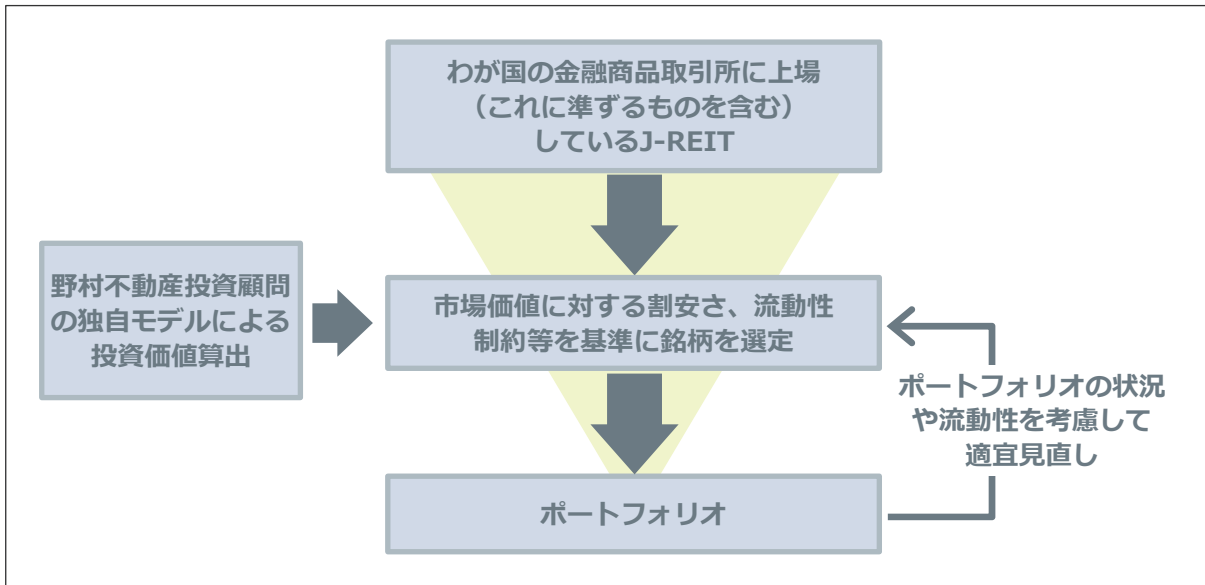 わが国の金融商品取引所に上場
（これに準ずるものを含む）
しているJ-REIT
野村不動産投資顧問
の独自モデルによる
投資価値算出
市場価値に対する割安さ、流動性
制約等を基準に銘柄を選定
ポートフォリオの状況
や流動性を考慮して
適宜見直し
ポートフォリオ